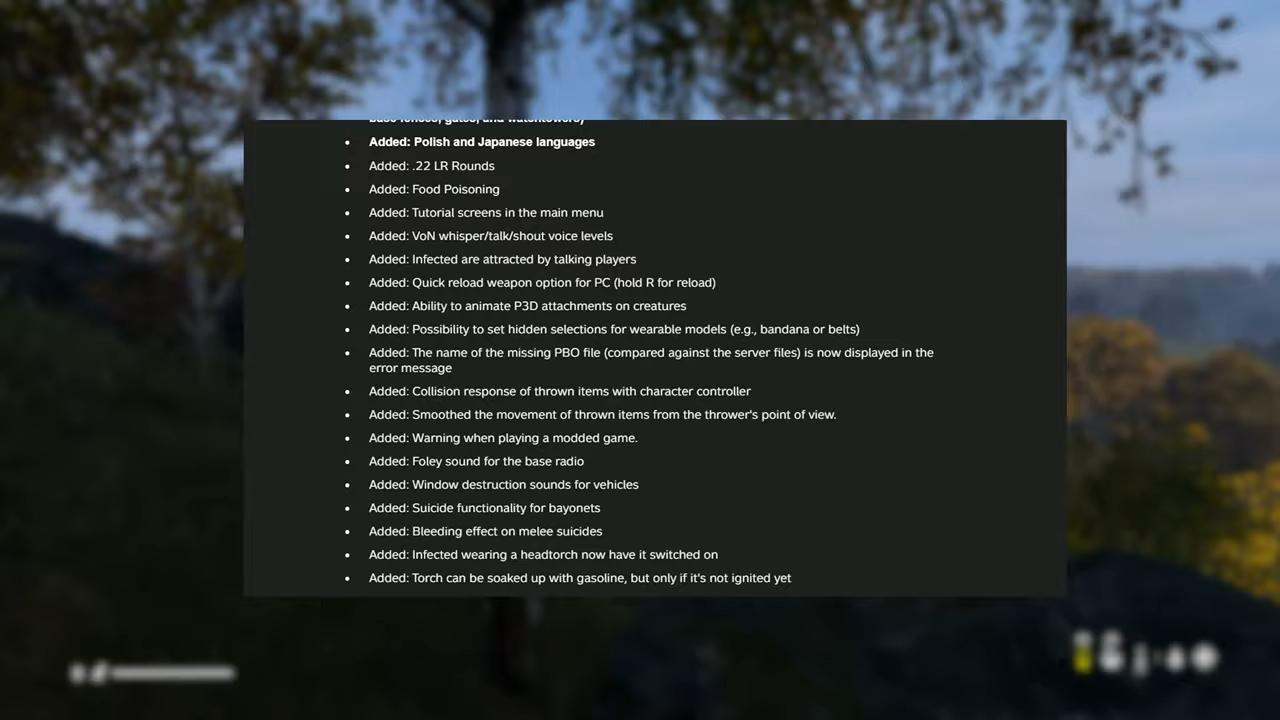 base fences, gates, and watchtowers)
• Added: Polish and Japanese languages
• Added: .22 LR Rounds
• Added: Food Poisoning
• Added: Tutorial screens in the main menu
• Added: VoN whisper/talk/shout voice levels
• Added: Infected are attracted by talking players
• Added: Quick reload weapon option for PC (hold R for reload)
• Added: Ability to animate P3D attachments on creatures
• Added: Possibility to set hidden selections for wearable models (e.g., bandana or belts)
• Added: The name of the missing PBO file (compared against the server files) is now displayed in the
error message
• Added: Collision response of thrown items with character controller
• Added: Smoothed the movement of thrown items from the thrower's point of view.
• Added: Warning when playing a modded game.
• Added: Foley sound for the base radio
• Added: Window destruction sounds for vehicles
• Added: Suicide functionality for bayonets
• Added: Bleeding effect on melee suicides
• Added: Infected wearing a headtorch now have it switched on
• Added: Torch can be soaked up with gasoline, but only if it's not ignited yet